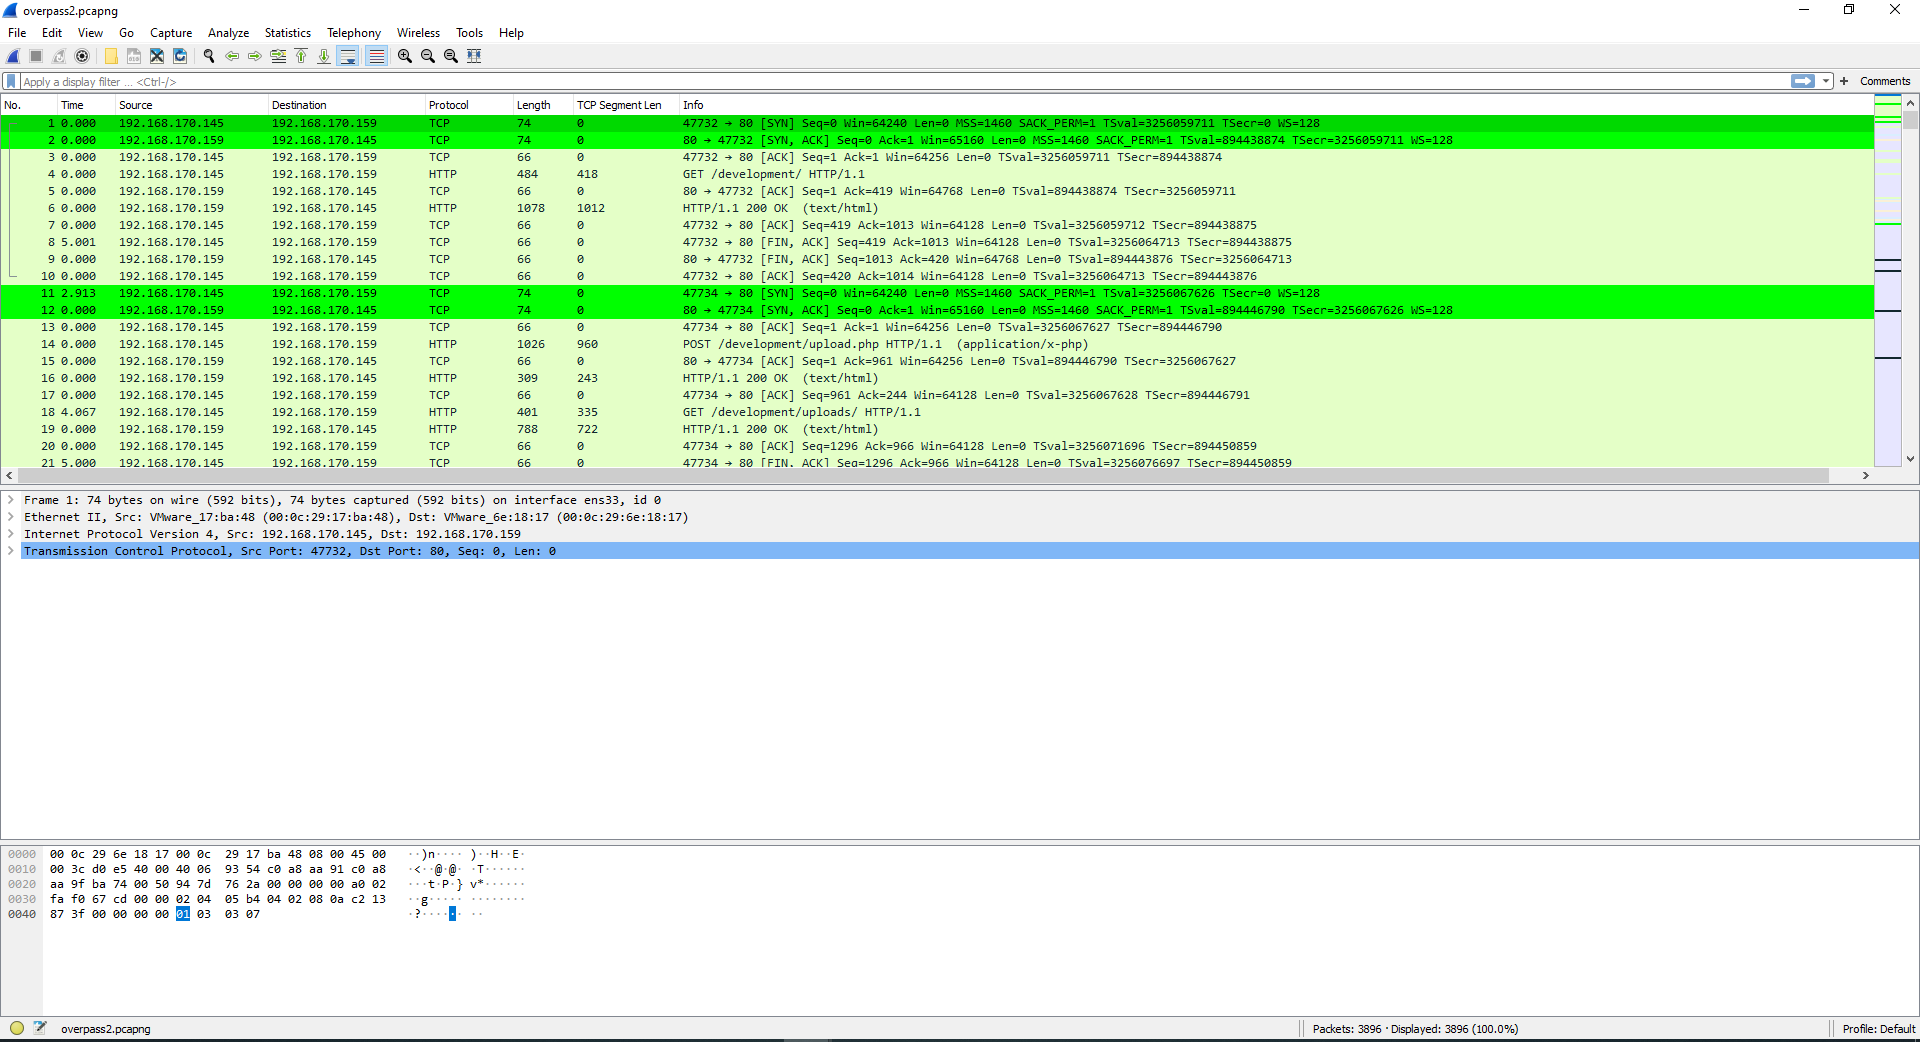 overpass2.pcapng
File Edit View Go Capture Analyze Statistics Telephony Wireless Tools Help
Apply a display filter ... <Ctrl-/> + Comments
No. Time Source Destination Protocol Length TCP Segment Len Info
1 0.000 192.168.170.145 192.168.170.159 TCP 74 0 47732 → 80 [SYN] Seq=0 Win=64240 Len=0 MSS=1460 SACK_PERM=1 TSval=3256059711 TSecr=0 WS=128
2 0.000 192.168.170.159 192.168.170.145 TCP 74 0 80 → 47732 [SYN, ACK] Seq=0 Ack=1 Win=65160 Len=0 MSS=1460 SACK_PERM=1 TSval=894438874 TSecr=3256059711 WS=128
3 0.000 192.168.170.145 192.168.170.159 TCP 66 0 47732 → 80 [ACK] Seq=1 Ack=1 Win=64256 Len=0 TSval=3256059711 TSecr=894438874
4 0.000 192.168.170.145 192.168.170.159 HTTP 484 418 GET /development/ HTTP/1.1
5 0.000 192.168.170.159 192.168.170.145 TCP 66 0 80 → 47732 [ACK] Seq=1 Ack=419 Win=64768 Len=0 TSval=894438874 TSecr=3256059711
6 0.000 192.168.170.159 192.168.170.145 HTTP 1078 1012 HTTP/1.1 200 OK (text/html)
7 0.000 192.168.170.145 192.168.170.159 TCP 66 0 47732 → 80 [ACK] Seq=419 Ack=1013 Win=64128 Len=0 TSval=3256059712 TSecr=894438875
8 5.001 192.168.170.145 192.168.170.159 TCP 66 0 47732 → 80 [FIN, ACK] Seq=419 Ack=1013 Win=64128 Len=0 TSval=3256064713 TSecr=894438875
9 0.000 192.168.170.159 192.168.170.145 TCP 66 0 80 → 47732 [FIN, ACK] Seq=1013 Ack=420 Win=64768 Len=0 TSval=894443876 TSecr=3256064713
10 0.000 192.168.170.145 192.168.170.159 TCP 66 0 47732 → 80 [ACK] Seq=420 Ack=1014 Win=64128 Len=0 TSval=3256064713 TSecr=894443876
11 2.913 192.168.170.145 192.168.170.159 TCP 74 0 47734 → 80 [SYN] Seq=0 Win=64240 Len=0 MSS=1460 SACK_PERM=1 TSval=3256067626 TSecr=0 WS=128
12 0.000 192.168.170.159 192.168.170.145 TCP 74 0 80 → 47734 [SYN, ACK] Seq=0 Ack=1 Win=65160 Len=0 MSS=1460 SACK_PERM=1 TSval=894446790 TSecr=3256067626 WS=128
13 0.000 192.168.170.145 192.168.170.159 TCP 66 0 47734 → 80 [ACK] Seq=1 Ack=1 Win=64256 Len=0 TSval=3256067627 TSecr=894446790
14 0.000 192.168.170.145 192.168.170.159 HTTP 1026 960 POST /development/upload.php HTTP/1.1 (application/x-php)
15 0.000 192.168.170.159 192.168.170.145 TCP 66 0 80 → 47734 [ACK] Seq=1 Ack=961 Win=64256 Len=0 TSval=894446790 TSecr=3256067627
16 0.000 192.168.170.159 192.168.170.145 HTTP 309 243 HTTP/1.1 200 OK (text/html)
17 0.000 192.168.170.145 192.168.170.159 TCP 66 0 47734 → 80 [ACK] Seq=961 Ack=244 Win=64128 Len=0 TSval=3256067628 TSecr=894446791
18 4.067 192.168.170.145 192.168.170.159 HTTP 401 335 GET /development/uploads/ HTTP/1.1
19 0.000 192.168.170.159 192.168.170.145 HTTP 788 722 HTTP/1.1 200 OK (text/html)
20 0.000 192.168.170.145 192.168.170.159 TCP 66 0 47734 → 80 [ACK] Seq=1296 Ack=966 Win=64128 Len=0 TSval=3256071696 TSecr=894450859
21 5.000 192.168.170.145 192.168.170.159 TCP 66 0 47734 → 80 [FIN, ACK] Seq=1296 Ack=966 Win=64128 Len=0 TSval=3256076697 TSecr=894450859
Frame 1: 74 bytes on wire (592 bits), 74 bytes captured (592 bits) on interface ens33, id 0
Ethernet II, Src: VMware_17:ba:48 (00:0c:29:17:ba:48), Dst: VMware_6e:18:17 (00:0c:29:6e:18:17)
Internet Protocol Version 4, Src: 192.168.170.145, Dst: 192.168.170.159
Transmission Control Protocol, Src Port: 47732, Dst Port: 80, Seq: 0, Len: 0
0000 00 0c 29 6e 18 17 00 0c 29 17 ba 48 08 00 45 00 ··)n···· )··H··E·
0010 00 3c d0 e5 40 00 40 06 93 54 c0 a8 aa 91 c0 a8 ·<··@·@· ·T······
0020 aa 9f ba 74 00 50 94 7d 76 2a 00 00 00 00 a0 02 ···t·P·} v*······
0030 fa f0 67 cd 00 00 02 04 05 b4 04 02 08 0a c2 13 ··g····· ········
0040 87 3f 00 00 00 00 01 03 03 07 ·?······ ··
overpass2.pcapng Packets: 3896 · Displayed: 3896 (100.0%) Profile: Default